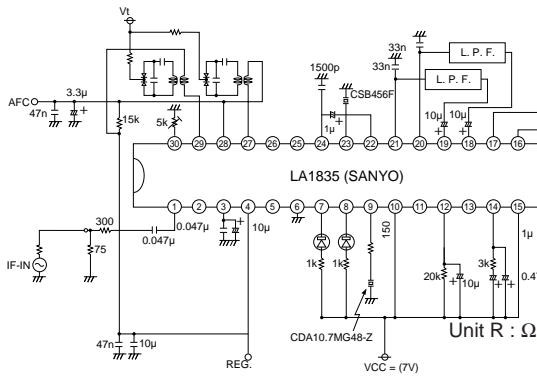 Vt
AFC
47n
3.3μ
15k
5k
1500p
CSB456F
1μ
33n
33n
L. P. F.
L. P. F.
10μ
10μ
30 29 28 27 26 25 24 23 22 21 20 19 18 17 16
LA1835 (SANYO)
1 2 3 4 5 6 7 8 9 10 11 12 13 14 15
300
0.047μ
0.047μ
10μ
75
IF-IN
1k
1k
150
20k
10μ
3k
1μ
0.47
CDA10.7MG48-Z
Unit R : Ω
47n
10μ
REG.
VCC = (7V)